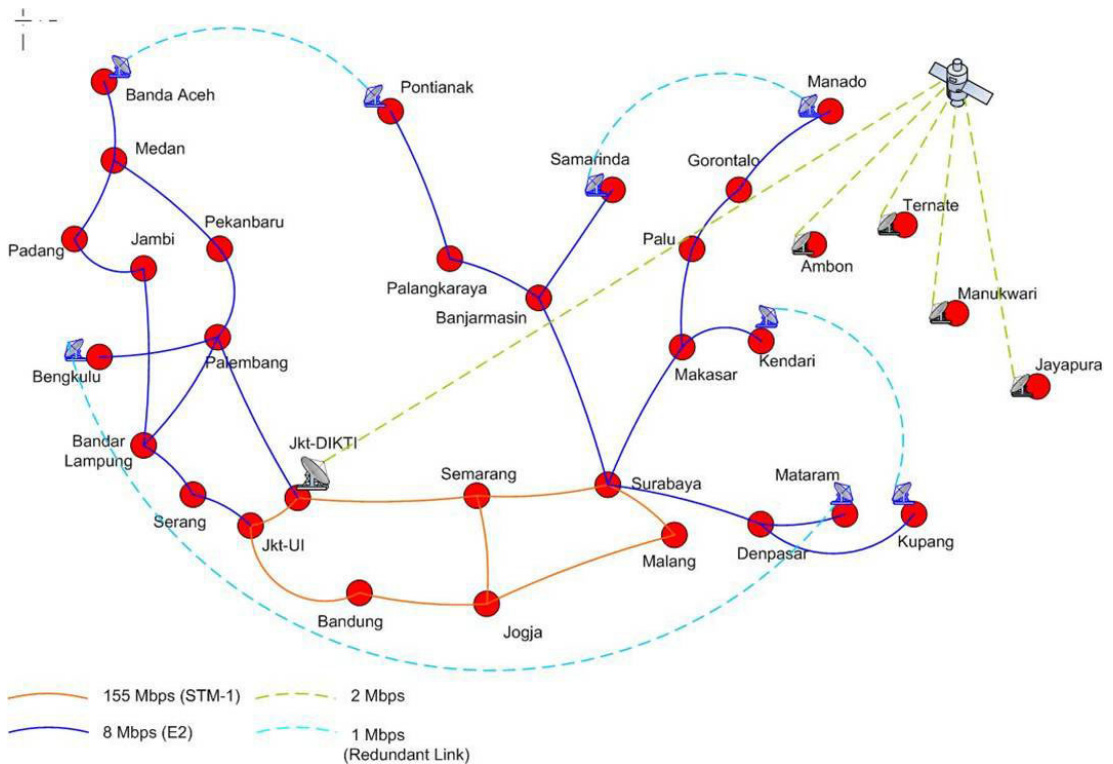 Banda Aceh
Pontianak
Manado
Medan
Samarinda
Gorontalo
Ternate
Pekanbaru
Padang
Jambi
Palu
Ambon
Palangkaraya
Manukwari
Banjarmasin
Palembang
Makasar
Kendari
Jayapura
Bengkulu
Bandar
Lampung
Jkt-DIKTI
Semarang
Surabaya
Mataram
Serang
Jkt-UI
Malang
Denpasar
Kupang
Bandung
Jogja
155 Mbps (STM-1)
2 Mbps
8 Mbps (E2)
1 Mbps
(Redundant Link)